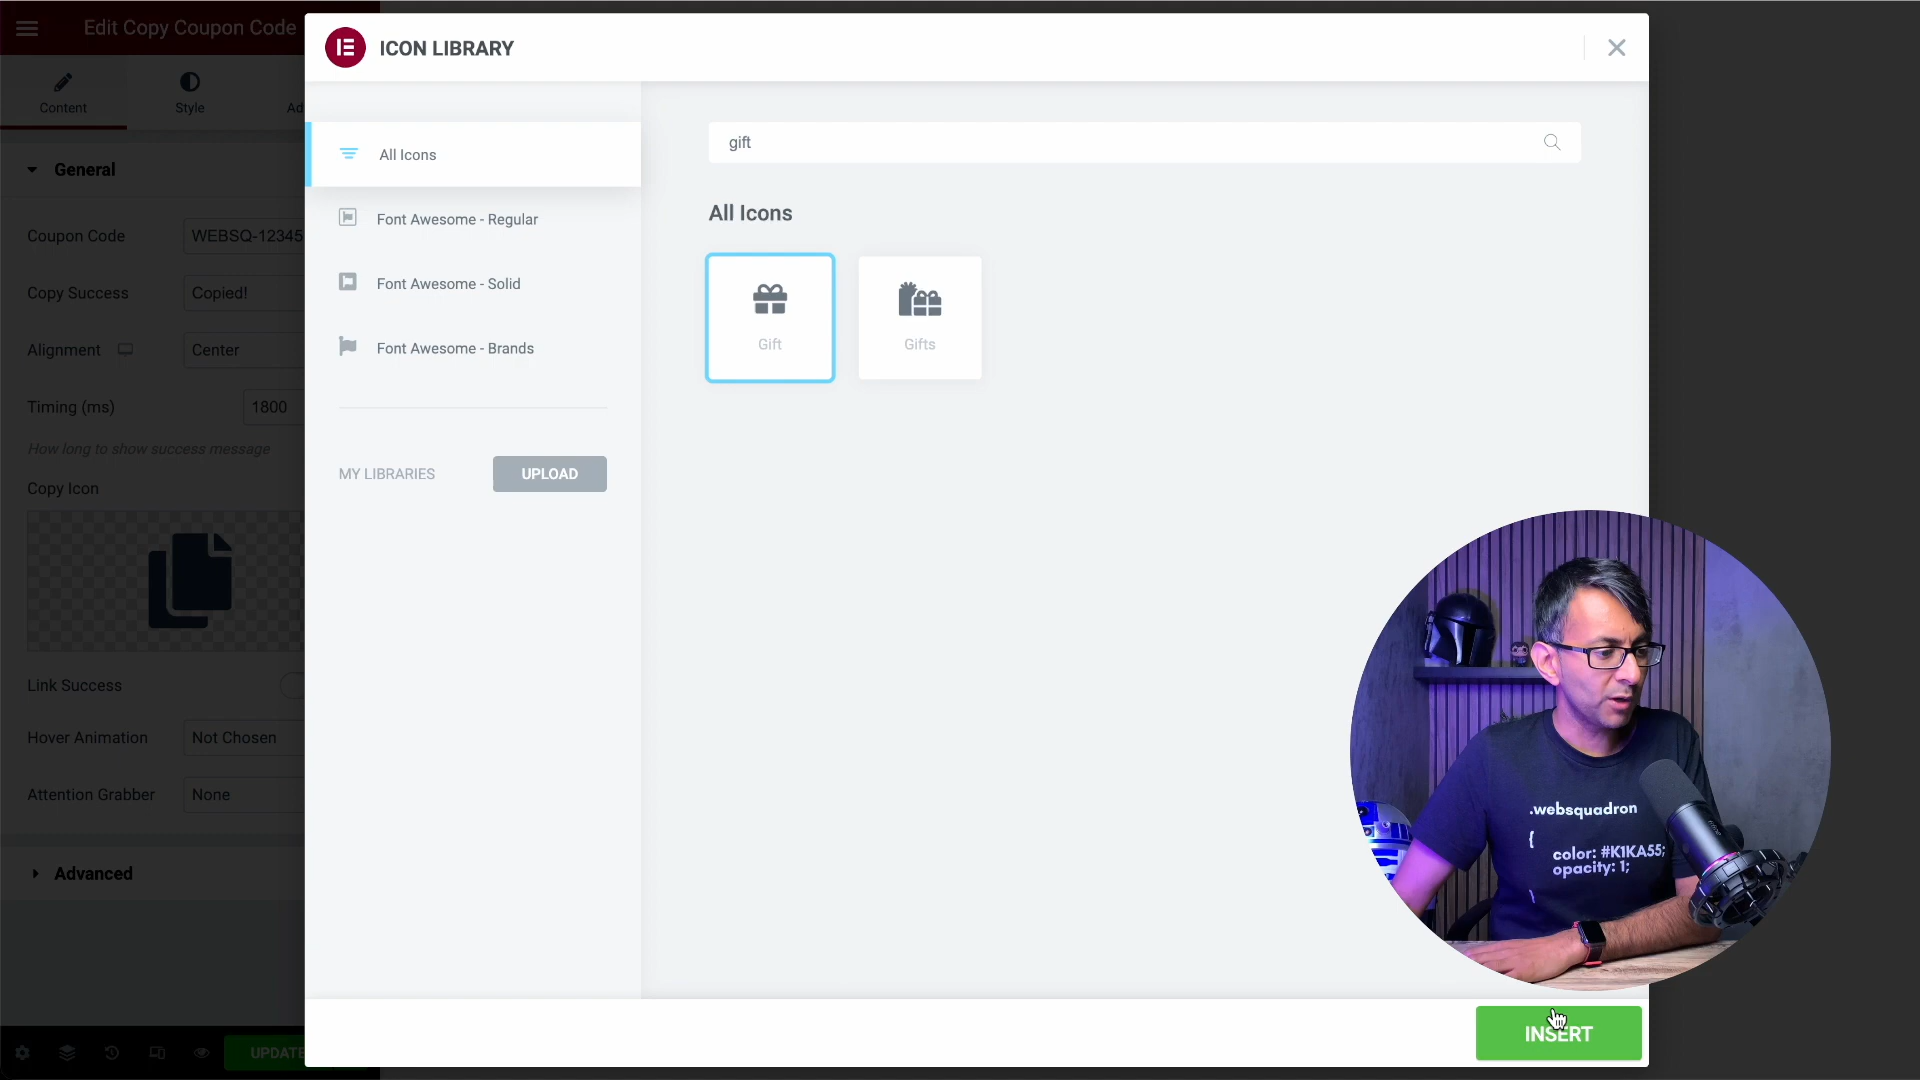 Edit Copy Coupon Code
ICON LIBRARY
Content
Style
Ad
gift
All Icons
General
Font Awesome - Regular
All Icons
Coupon Code
WEBSQ-12345
Font Awesome - Solid
Copy Success
Copied!
Gift
Gifts
Alignment
Center
Font Awesome - Brands
Timing (ms)
1800
How long to show success message
MY LIBRARIES
UPLOAD
Copy Icon
Link Success
Hover Animation
Not Chosen
Attention Grabber
None
.websquadron
{
color: #K1KA55;
opacity: 1;
Advanced
UPDATE
INSERT